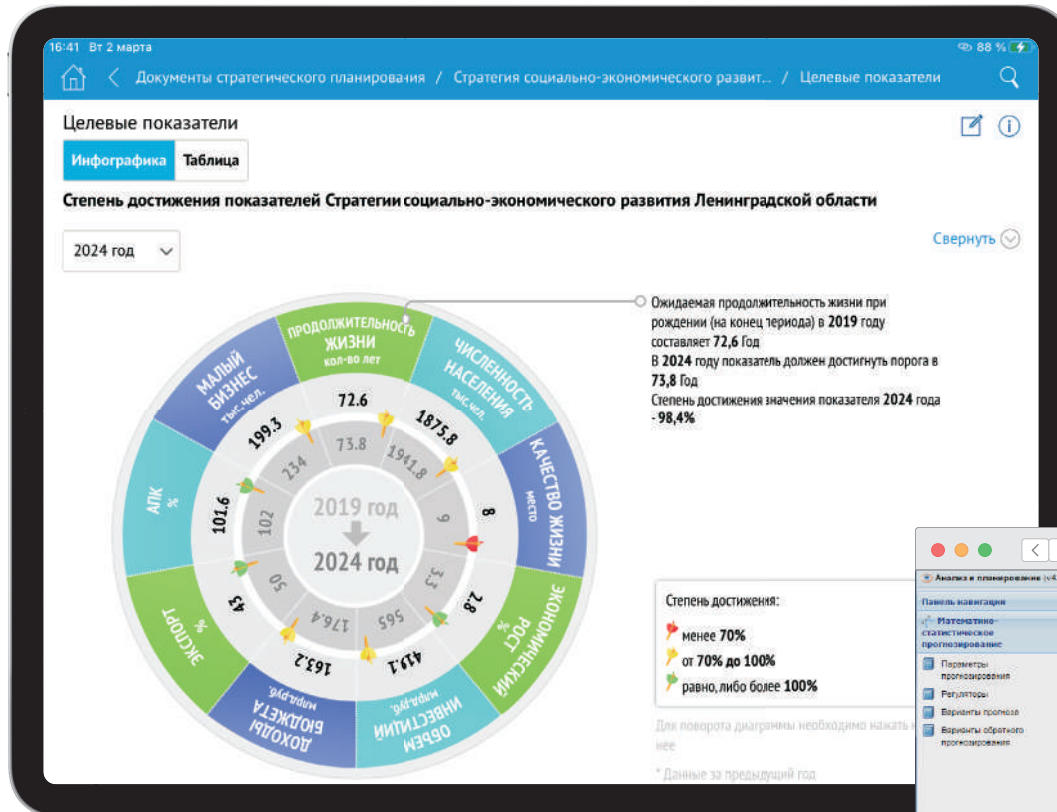 16:41 Вт 2 марта
88 %
Документы стратегического планирования / Стратегия социально-экономического развит... / Целевые показатели
Целевые показатели
Инфографика Таблица
Степень достижения показателей Стратегии социально-экономического развития Ленинградской области
2024 год
Свернуть
Ожидаемая продолжительность жизни при
рождении (на конец периода) в 2019 году
составляет 72,6 Год
В 2024 году показатель должен достигнуть порога в
73,8 Год
Степень достижения значения показателя 2024 года
- 98,4%
ПРОДОЛЖИТЕЛЬНОСТЬ
ЖИЗНИ
кол-во лет
72.6
73.8
ЧИСЛЕННОСТЬ
НАСЕЛЕНИЯ
тыс.чел.
1875.8
1941.8
КАЧЕСТВО ЖИЗНИ
место
8
9
ЭКОНОМИЧЕСКИЙ
РОСТ
%
2.8
3.3
ОБЪЕМ
ИНВЕСТИЦИЙ
млрд.руб.
419.1
565
ДОХОДЫ
БЮДЖЕТА
млрд.руб.
163.2
176.4
ЭКСПОРТ
%
43
50
АПК
%
101.6
102
МАЛЫЙ
БИЗНЕС
тыс.чел.
199.3
234
2019 год
2024 год
Степень достижения:
менее 70%
от 70% до 100%
равно, либо более 100%
Для поворота диаграммы необходимо нажать
нее
* Данные за предыдущий год
Анализ и планирование (v4
Панель навигации
Математико-
статистическое
прогнозирование
Параметры
прогнозирования
Регуляторы
Варианты прогноза
Варианты обратного
прогнозирования